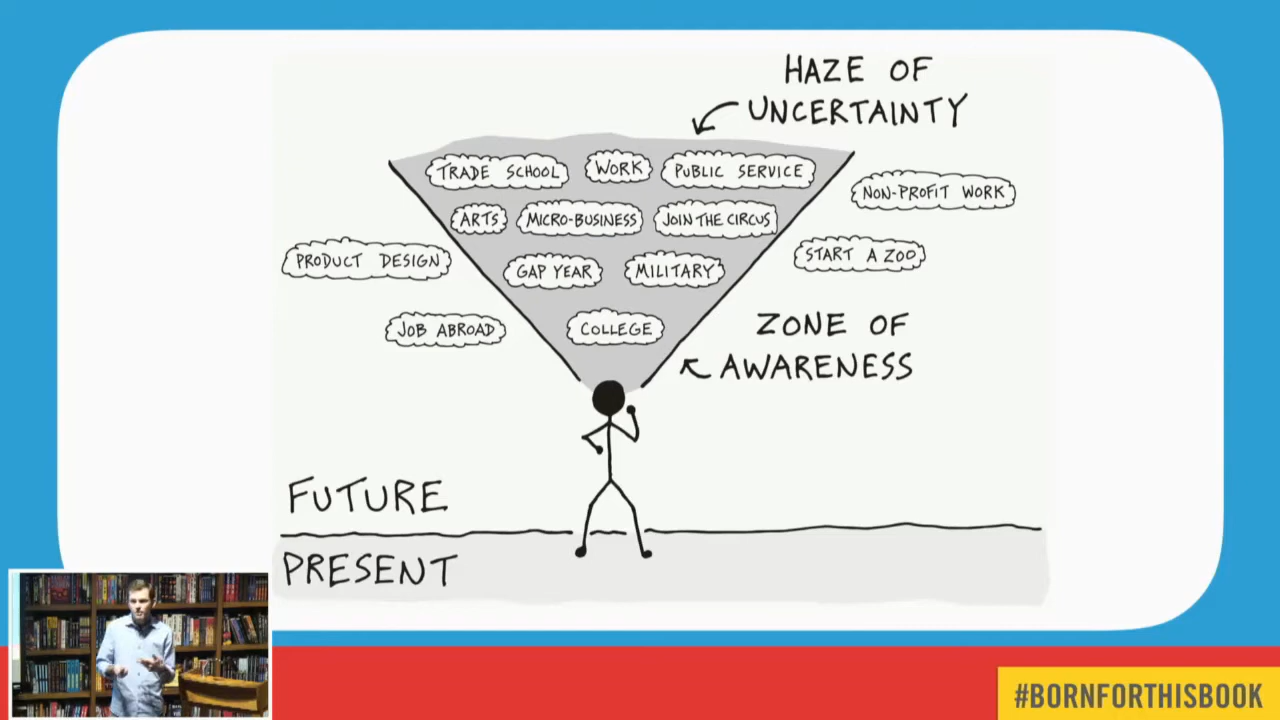 HAZE OF
UNCERTAINTY
TRADE SCHOOL
WORK
PUBLIC SERVICE
NON-PROFIT WORK
ARTS
MICRO-BUSINESS
JOIN THE CIRCUS
PRODUCT DESIGN
GAP YEAR
MILITARY
START A ZOO
JOB ABROAD
COLLEGE
ZONE OF
AWARENESS
FUTURE
PRESENT
#BORNFORTHISBOOK